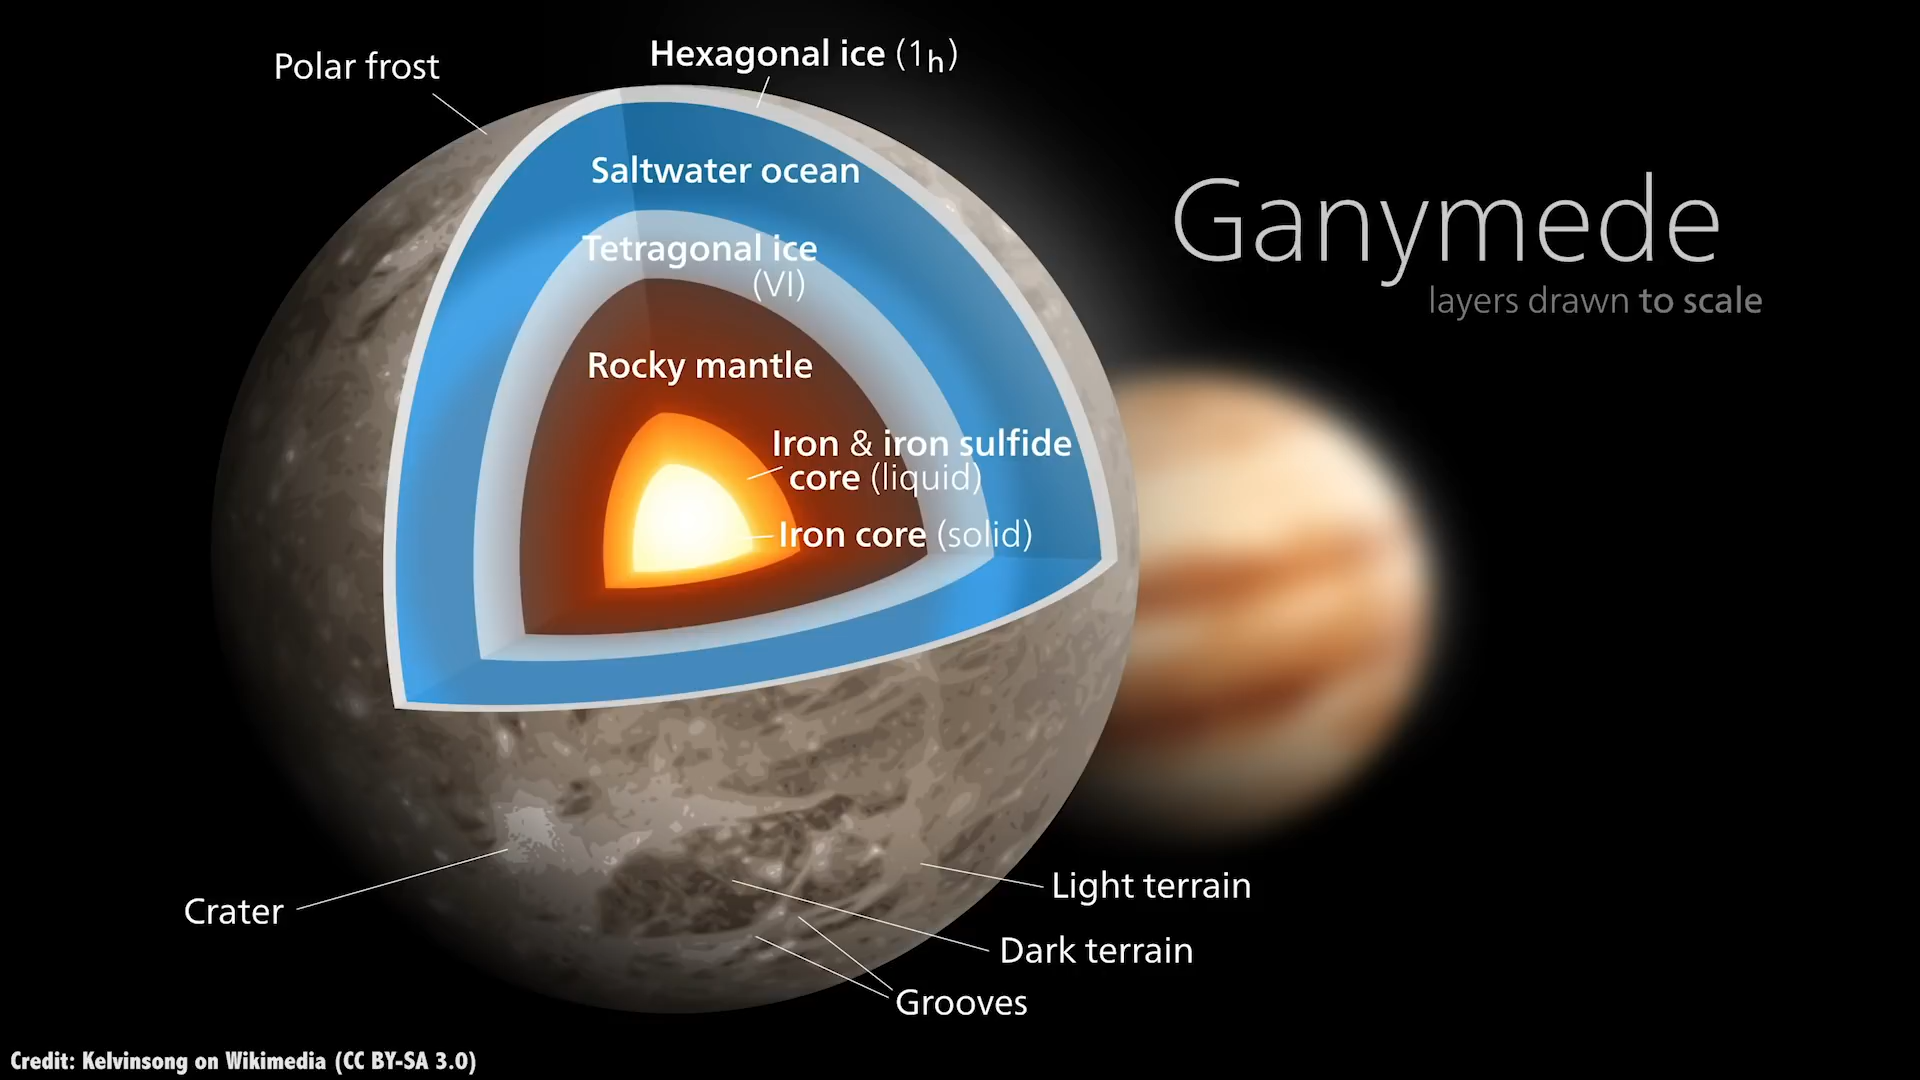 Polar frost
Hexagonal ice (1h)
Saltwater ocean
Tetragonal ice
(VI)
Rocky mantle
Iron & iron sulfide
core (liquid)
Iron core (solid)
Ganymede
layers drawn to scale
Crater
Light terrain
Dark terrain
Grooves
Credit: Kelvinsong on Wikimedia (CC BY-SA 3.0)